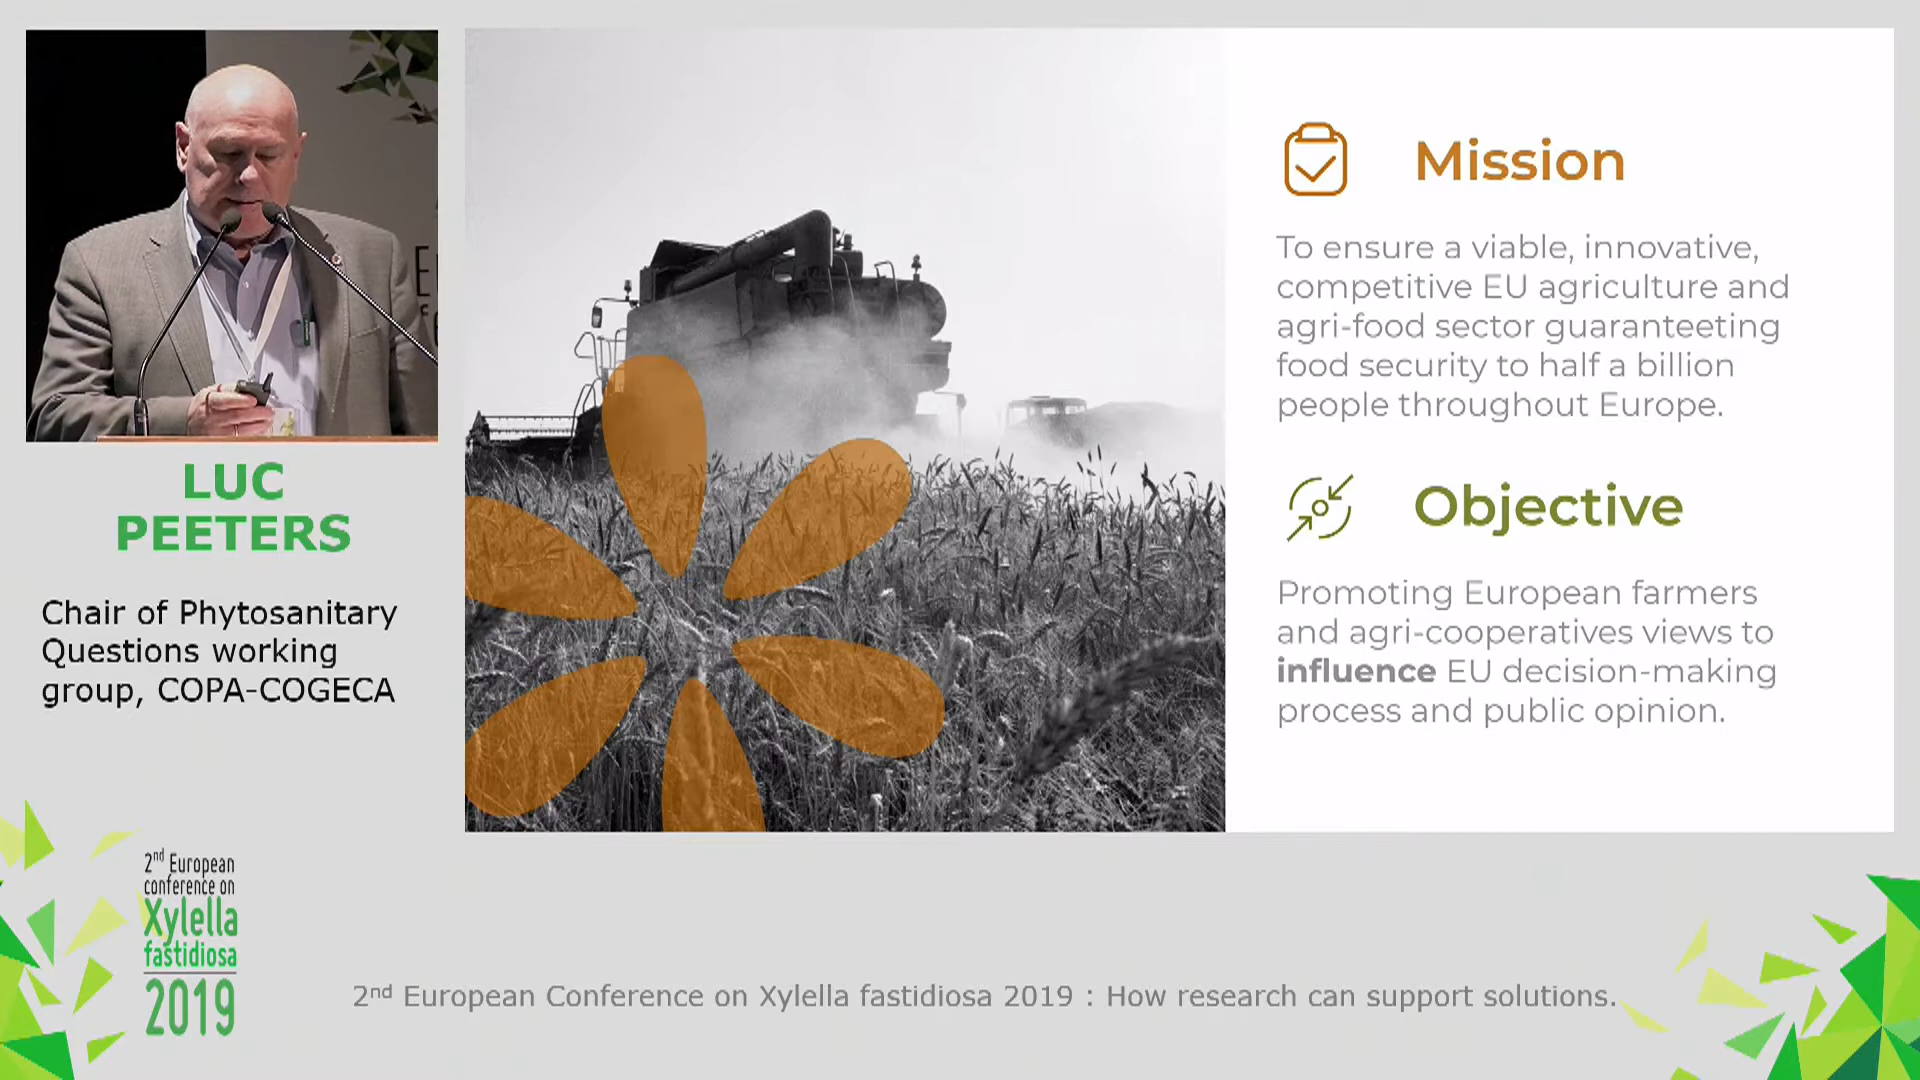 LUC
PEETERS
Chair of Phytosanitary
Questions working
group, COPA-COGECA
Mission
To ensure a viable, innovative,
competitive EU agriculture and
agri-food sector guaranteeting
food security to half a billion
people throughout Europe.
Objective
Promoting European farmers
and agri-cooperatives views to
influence EU decision-making
process and public opinion.
2nd European
conference on
Xylella
fastidiosa
2019
2nd European Conference on Xylella fastidiosa 2019 : How research can support solutions.